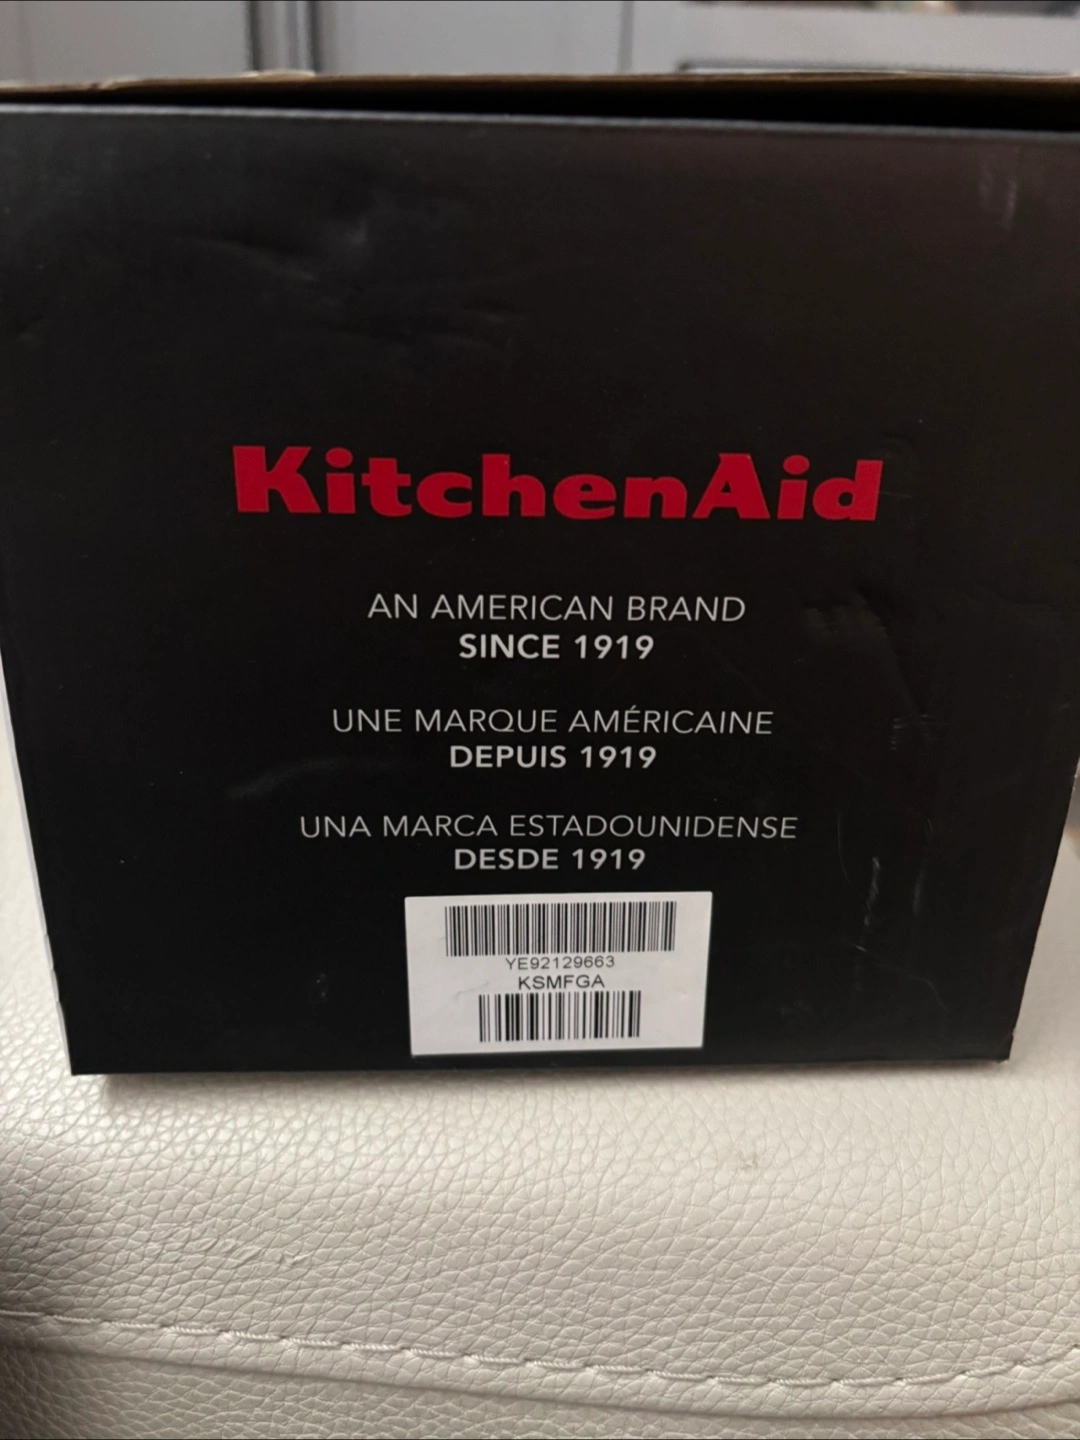 KitchenAid
AN AMERICAN BRAND
SINCE 1919
UNE MARQUE AMÉRICAINE
DEPUIS 1919
UNA MARCA ESTADOUNIDENSE
DESDE 1919
YE92129663
KSMFGA